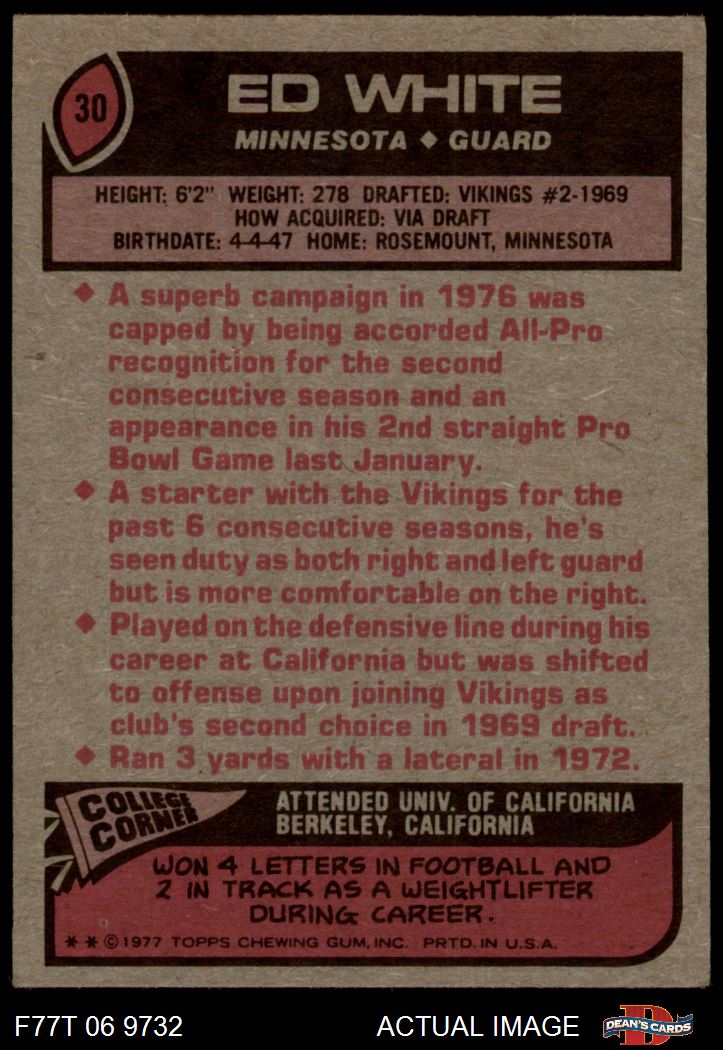 30
ED WHITE
MINNESOTA ◆ GUARD
HEIGHT: 6'2" WEIGHT: 278 DRAFTED: VIKINGS #2-1969
HOW ACQUIRED: VIA DRAFT
BIRTHDATE: 4-4-47 HOME: ROSEMOUNT, MINNESOTA
◆ A superb campaign in 1976 was
capped by being accorded All-Pro
recognition for the second
consecutive season and an
appearance in his 2nd straight Pro
Bowl Game last January.
◆ A starter with the Vikings for the
past 6 consecutive seasons, he's
seen duty as both right and left guard
but is more comfortable on the right.
◆ Played on the defensive line during his
career at California but was shifted
to offense upon joining Vikings as
club's second choice in 1969 draft.
◆ Ran 3 yards with a lateral in 1972.
COLLEGE
CORNER
ATTENDED UNIV. OF CALIFORNIA
BERKELEY, CALIFORNIA
WON 4 LETTERS IN FOOTBALL AND
2 IN TRACK AS A WEIGHTLIFTER
DURING CAREER.
* * © 1977 TOPPS CHEWING GUM, INC. PRTD. IN U.S.A.
F77T 06 9732
ACTUAL IMAGE
D
DEAN'S CARDS